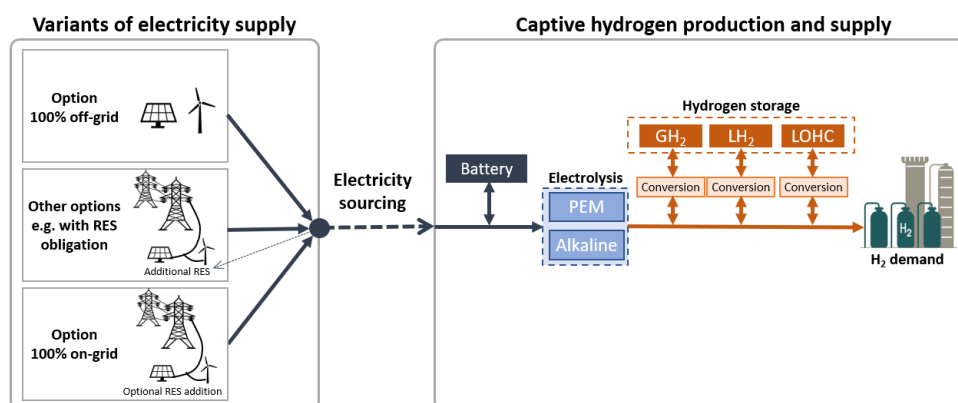 Variants of electricity supply
Captive hydrogen production and supply
Option
100% off-grid
Other options
e.g. with RES
obligation
Additional RES
Option
100% on-grid
Optional RES addition
Electricity
sourcing
Battery
Electrolysis
PEM
Alkaline
Hydrogen storage
GH₂
LH₂
LOHC
Conversion
Conversion
Conversion
H₂
H₂ demand